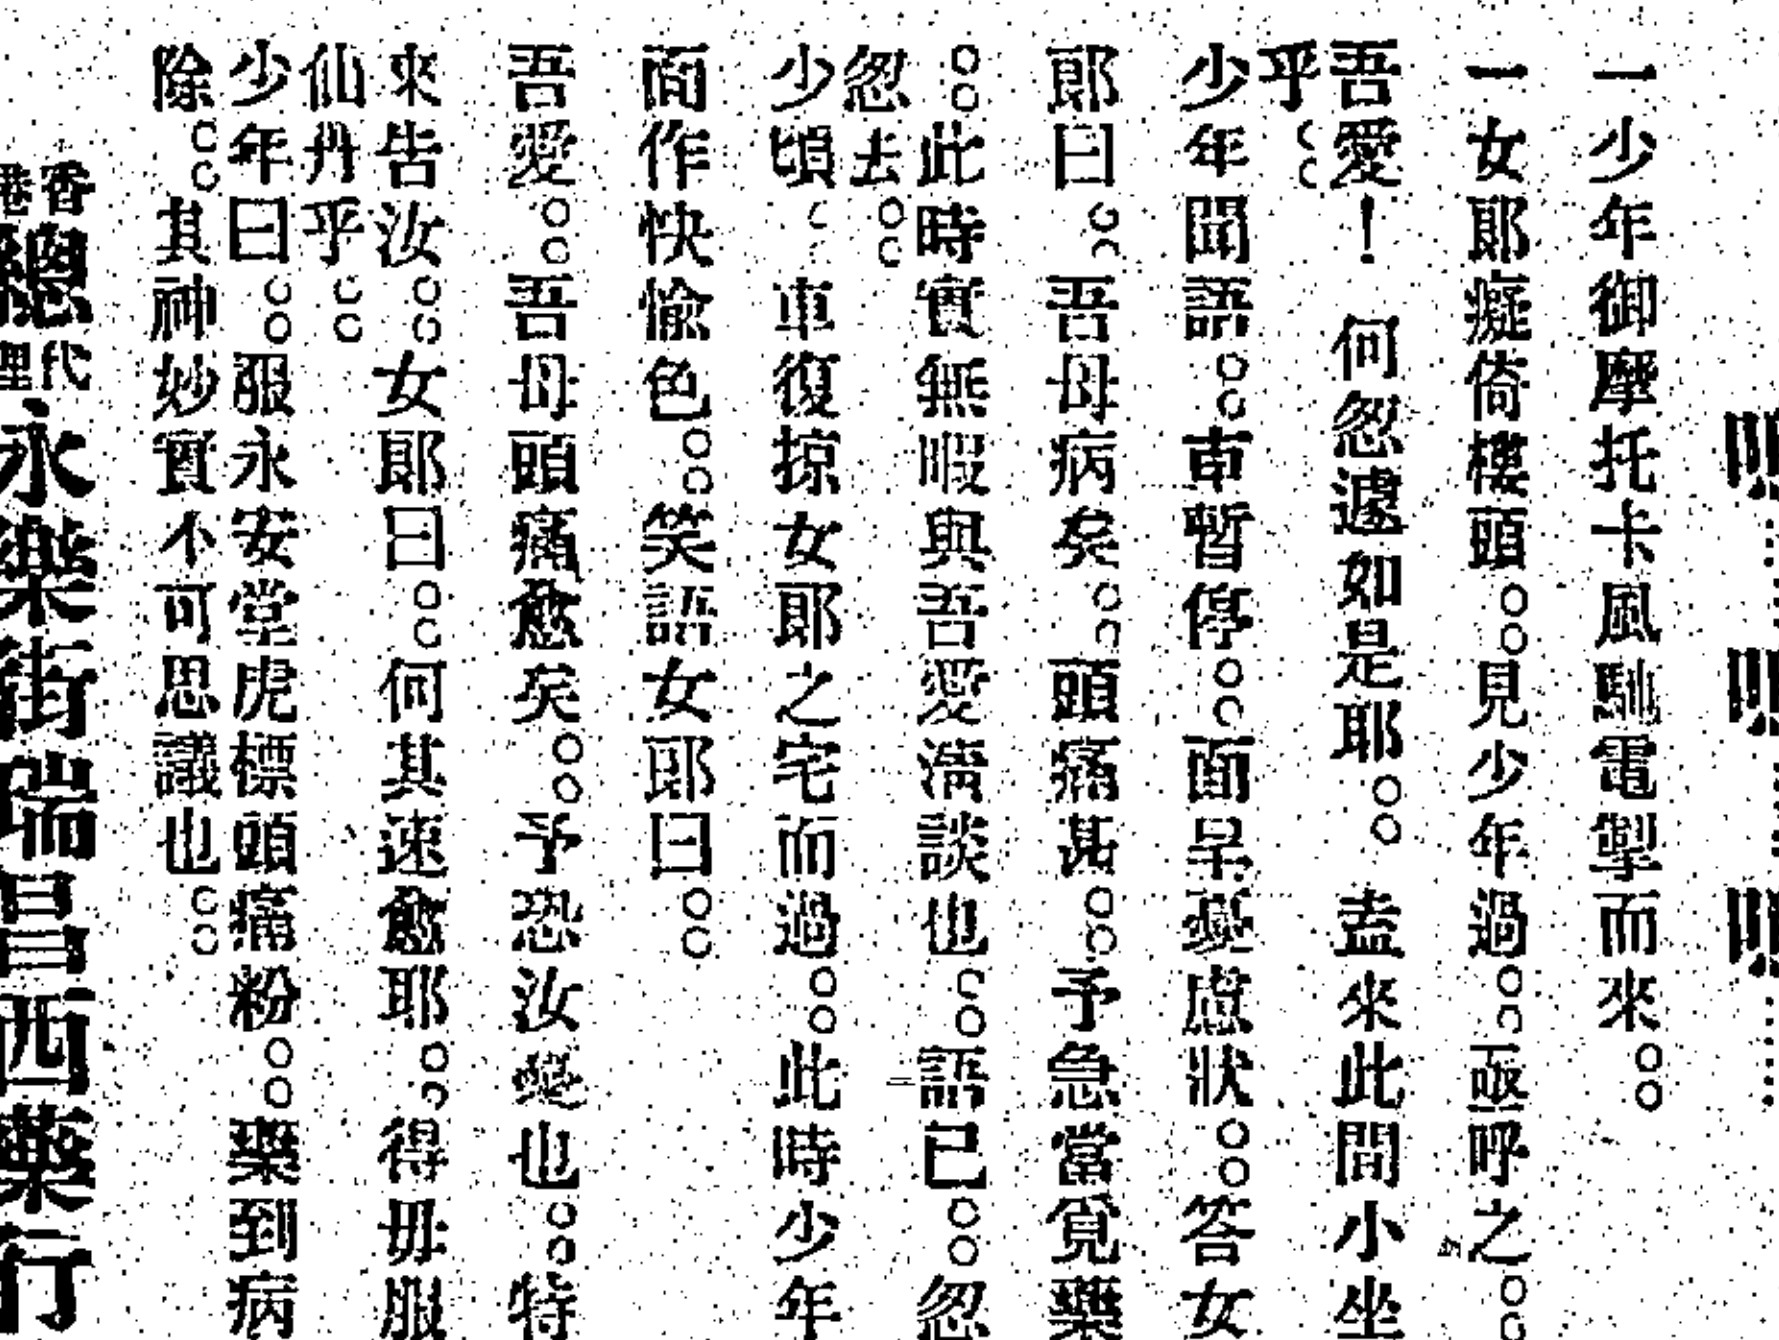 一少年御摩托卡風馳電掣而來。。
一女郞癡倚樓頭。。見少年過。。亟呼之。。
吾愛！何忽遽如是耶。。盍來此間小坐
乎。。
少年聞語。。車暫停。。面呈憂慮狀。。答女
郞曰。。吾母病矣。。頭痛甚。。予急當覓藥
。。此時實無暇與吾愛淸談也。。語已。。忽
忽去。。
少頃。。車復掠女郞之宅而過。。此時少年
面作快愉色。。笑語女郞曰。。
吾愛。。吾母頭痛愈矣。。予恐汝憂也。。特
來告汝。。女郞曰。。何其速愈耶。。得毋服
仙丹乎。。
少年曰。。服永安堂虎標頭痛粉。。藥到病
除。。其神妙實不可思議也。。
香港總代理永樂街瑞昌西藥行